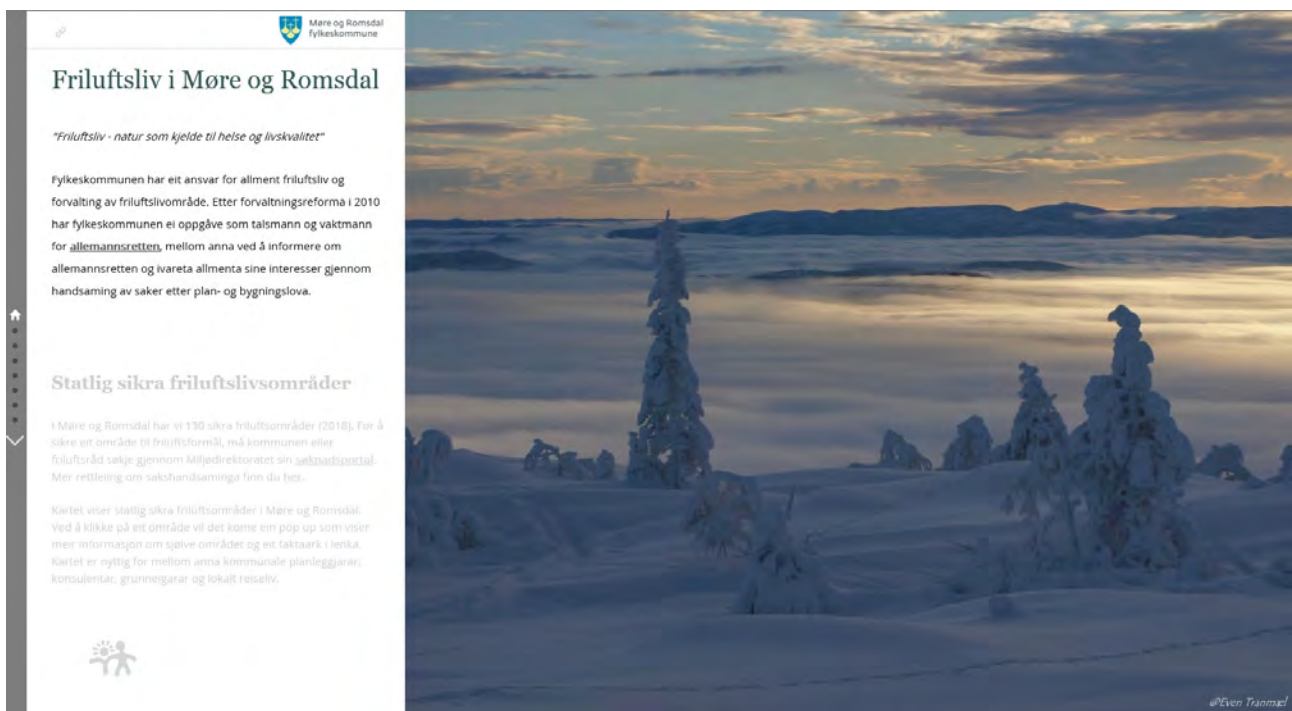 Møre og Romsdal
fylkeskommune
Friluftsliv i Møre og Romsdal
"Friluftsliv - natur som kjelde til helse og livskvalitet"
Fylkeskommunen har eit ansvar for allment friluftsliv og
forvalting av friluftslivområde. Etter forvaltningsreforma i 2010
har fylkeskommunen ei oppgåve som talsmann og vaktmann
for allemannsretten, mellom anna ved å informere om
allemannsretten og ivareta allmenta sine interesser gjennom
handsaming av saker etter plan- og bygningslova.
Statlig sikra friluftslivsområder
I Møre og Romsdal har vi 130 sikra friluftsområder (2018). For å
sikre eit område til friluftsformål, må kommunen eller
friluftsråd søkje gjennom Miljødirektoratet sin søknadsportal.
Mer rettleiing om sakshandsaminga finn du her.
Kartet viser statlig sikra friluftsområder i Møre og Romsdal.
Ved å klikke på eit område vil det kome ein pop up som viser
meir informasjon om sjølve området og eit faktaark i lenka.
Kartet er nyttig for mellom anna kommunale planleggjarar,
konsulentar, grunneigarar og lokalt reiseliv.
@Even Tranmæl